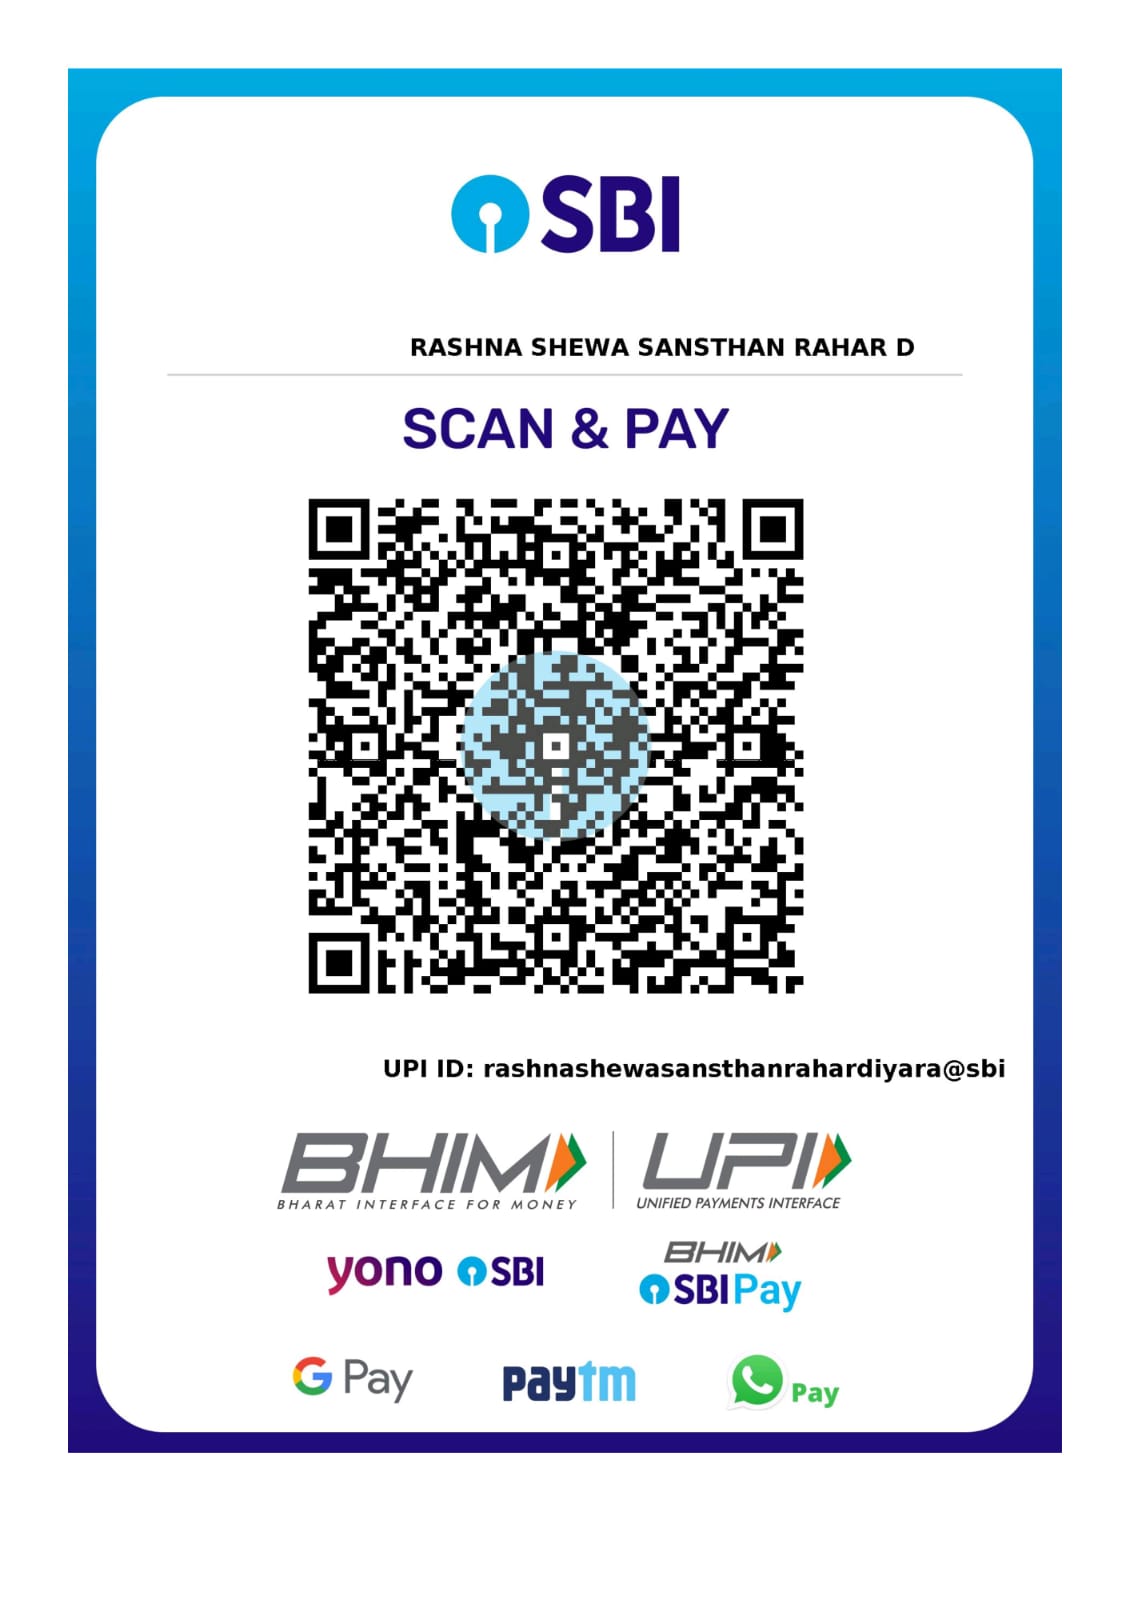 SBI
RASHNA SHEWA SANSTHAN RAHAR D
SCAN & PAY
UPI ID: rashnashewasansthanrahardiyara@sbi
BHIM UPI
BHARAT INTERFACE FOR MONEY UNIFIED PAYMENTS INTERFACE
yono SBI
BHIM
SBI Pay
G Pay paytm Pay